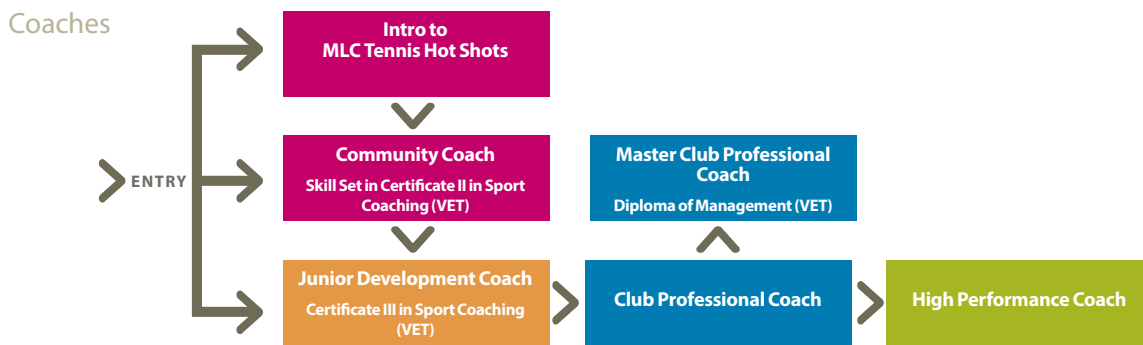 Coaches
Intro to
MLC Tennis Hot Shots
ENTRY
Community Coach
Skill Set in Certificate II in Sport
Coaching (VET)
Master Club Professional
Coach
Diploma of Management (VET)
Junior Development Coach
Certificate III in Sport Coaching
(VET)
Club Professional Coach
High Performance Coach